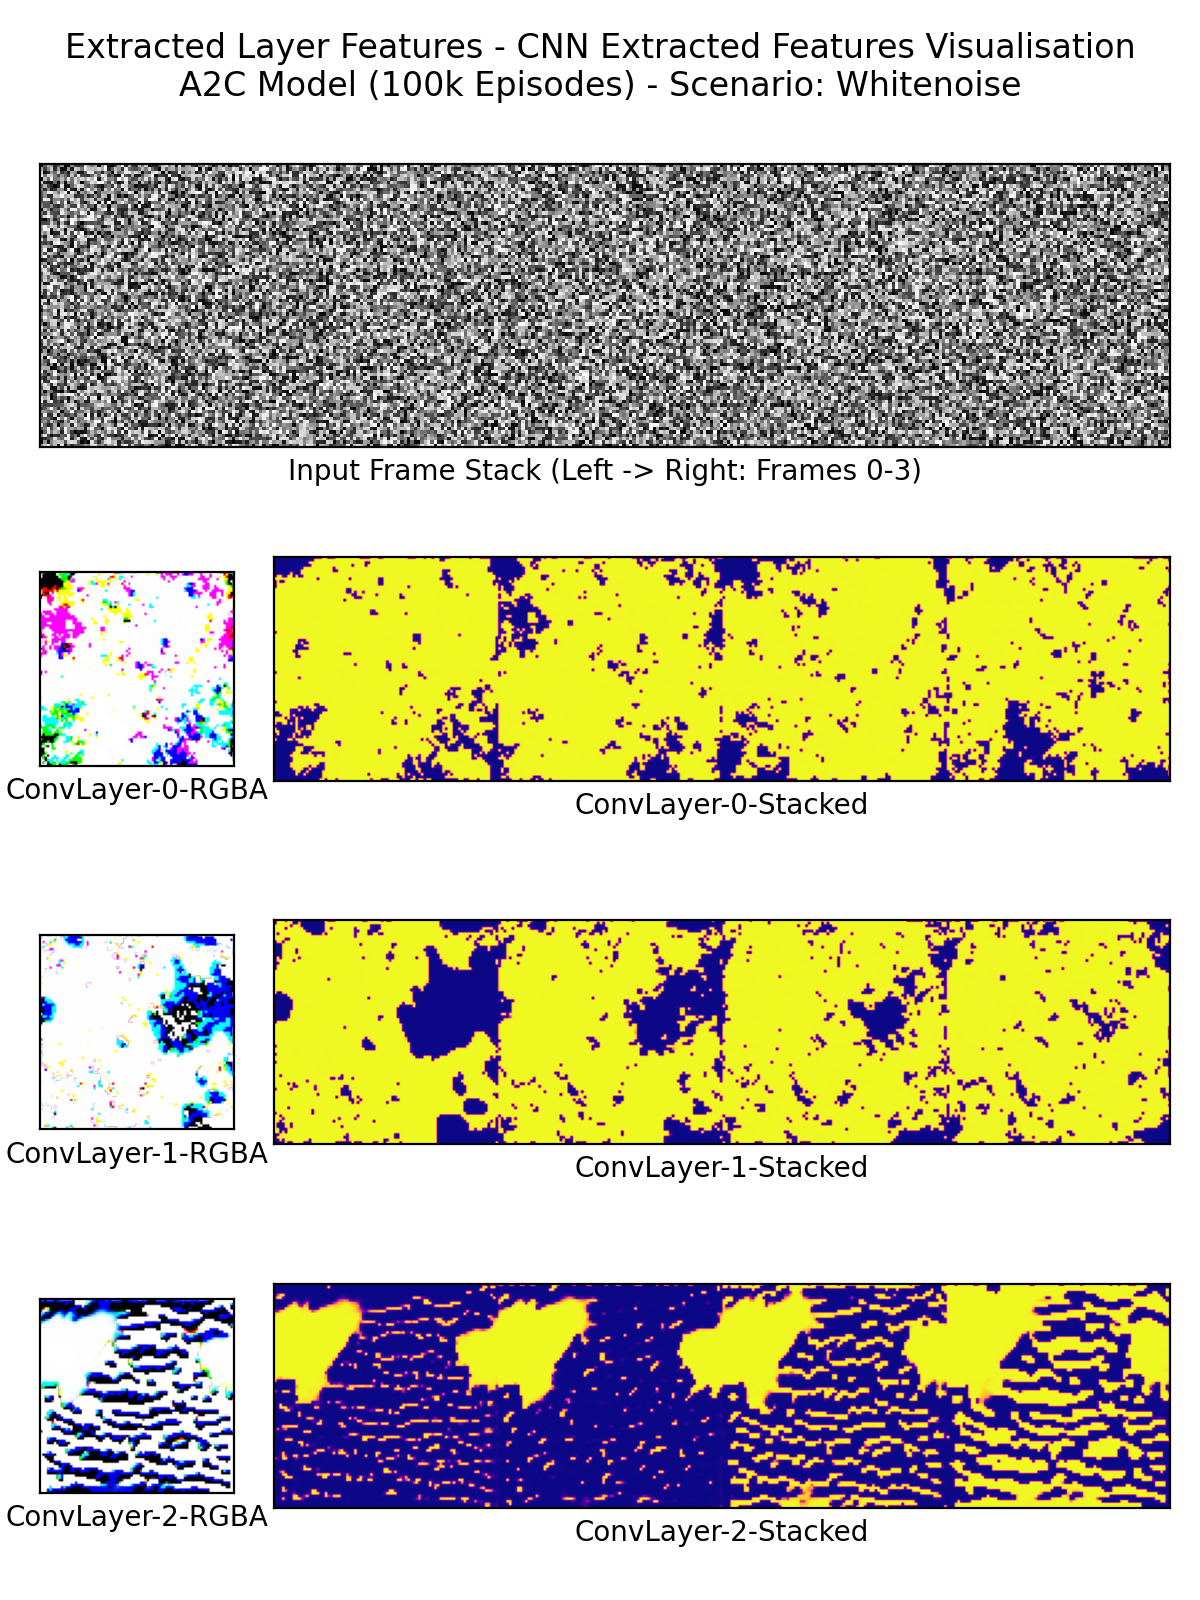 Extracted Layer Features - CNN Extracted Features Visualisation
A2C Model (100k Episodes) - Scenario: Whitenoise
Input Frame Stack (Left -> Right: Frames 0-3)
ConvLayer-0-RGBA
ConvLayer-0-Stacked
ConvLayer-1-RGBA
ConvLayer-1-Stacked
ConvLayer-2-RGBA
ConvLayer-2-Stacked